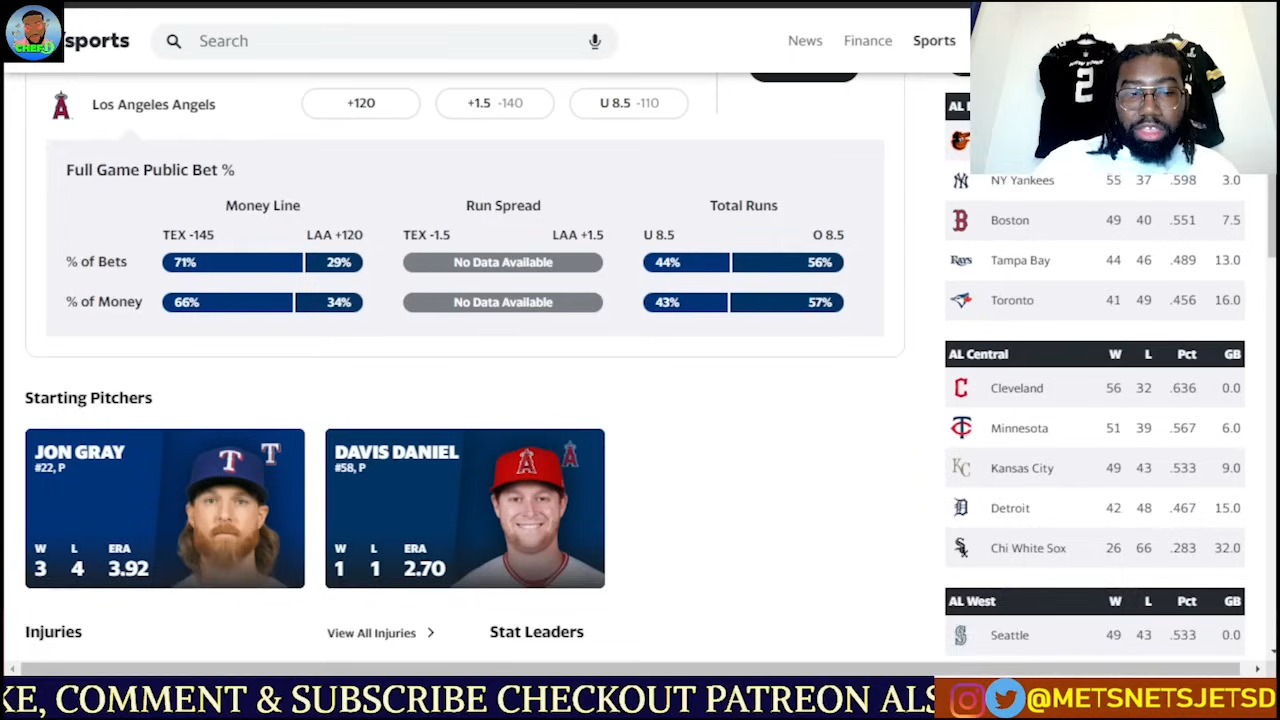 CHEF
sports
Search
News Finance Sports
2
Los Angeles Angels +120 +1.5 -140 U 8.5 -110
Full Game Public Bet %
Money Line Run Spread Total Runs
TEX -145 LAA +120 TEX -1.5 LAA +1.5 U 8.5 O 8.5
% of Bets 71% 29% No Data Available 44% 56%
% of Money 66% 34% No Data Available 43% 57%
Starting Pitchers
JON GRAY
#22, P
W L ERA
3 4 3.92
DAVIS DANIEL
#58, P
W L ERA
1 1 2.70
Injuries
View All Injuries
Stat Leaders
NY Yankees 55 37 .598 3.0
Boston 49 40 .551 7.5
Tampa Bay 44 46 .489 13.0
Toronto 41 49 .456 16.0
AL Central W L Pct GB
Cleveland 56 32 .636 0.0
Minnesota 51 39 .567 6.0
Kansas City 49 43 .533 9.0
Detroit 42 48 .467 15.0
Chi White Sox 26 66 .283 32.0
AL West W L Pct GB
Seattle 49 43 .533 0.0
KE, COMMENT & SUBSCRIBE CHECKOUT PATREON ALS
@METSNETSJETSD